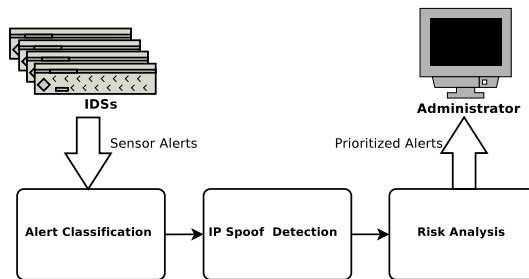 IDSs
Administrator
Sensor Alerts
Prioritized Alerts
Alert Classification
IP Spoof Detection
Risk Analysis